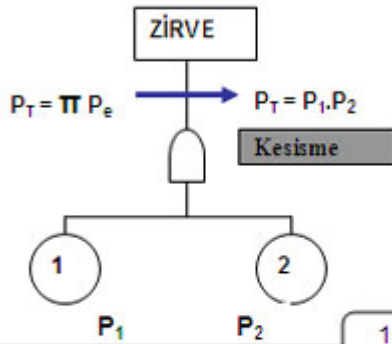 ZİRVE
P_T = π P_e
P_T = P_1.P_2
Kesisme
1
2
P_1
P_2
1